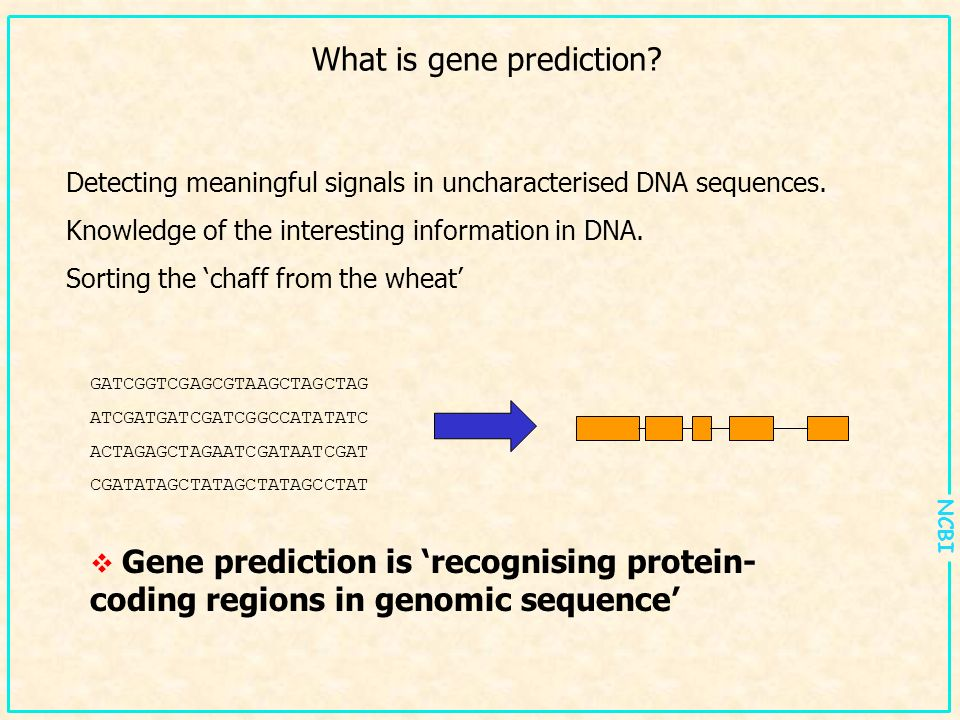 What is gene prediction?
Detecting meaningful signals in uncharacterised DNA sequences.
Knowledge of the interesting information in DNA.
Sorting the ‘chaff from the wheat’
GATCGGTCGAGCGTAAGCTAGCTAG
ATCGATGATCGATCGGCCATATATC
ACTAGAGCTAGAATCGATAATCGAT
CGATATAGCTATAGCTATAGCCTAT
Gene prediction is ‘recognising protein-
coding regions in genomic sequence’
NCBI